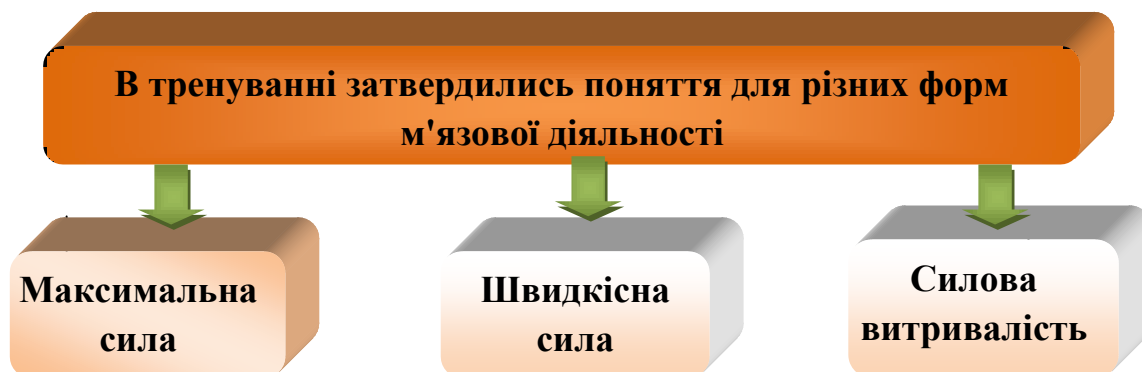 В тренуванні затвердились поняття для різних форм
м'язової діяльності
Максимальна
сила
Швидкісна
сила
Силова
витривалість